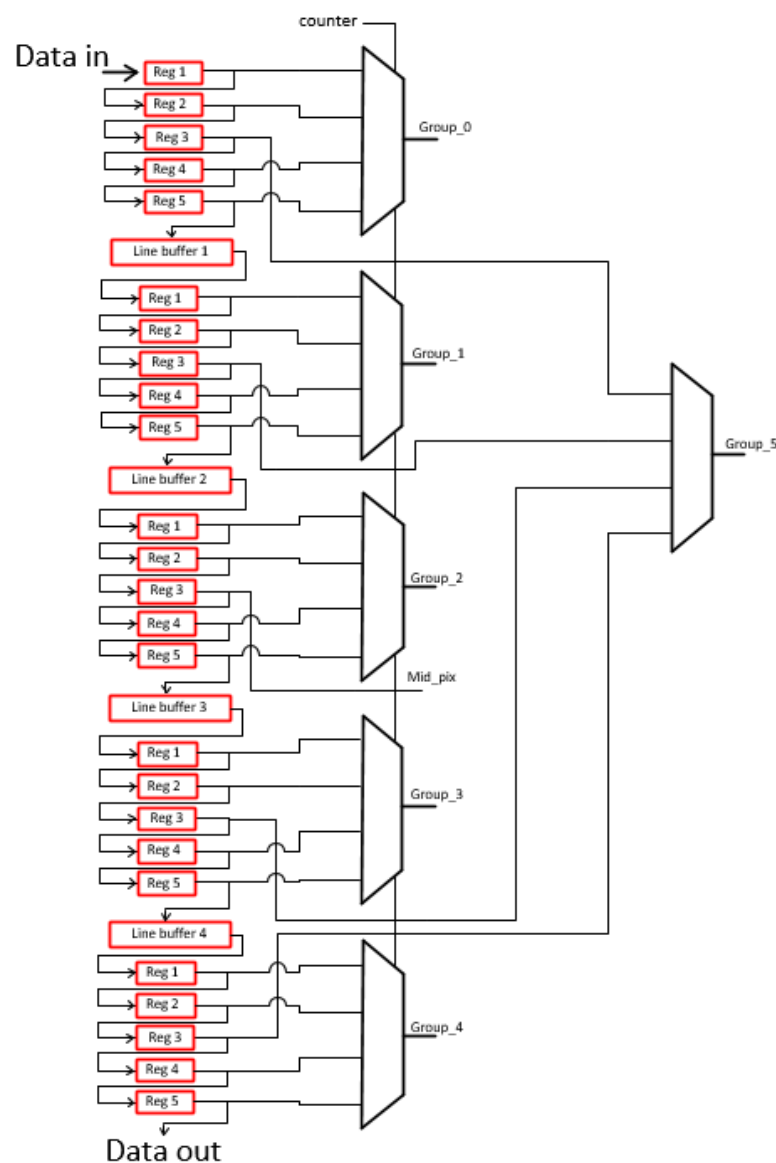 counter
Data in
Reg 1
Reg 2
Group_0
Reg 3
Reg 4
Reg 5
Line buffer 1
Reg 1
Reg 2
Group_1
Reg 3
Reg 4
Reg 5
Group_5
Line buffer 2
Reg 1
Reg 2
Group_2
Reg 3
Reg 4
Reg 5
Mid_pix
Line buffer 3
Reg 1
Reg 2
Group_3
Reg 3
Reg 4
Reg 5
Line buffer 4
Reg 1
Reg 2
Group_4
Reg 3
Reg 4
Reg 5
Data out